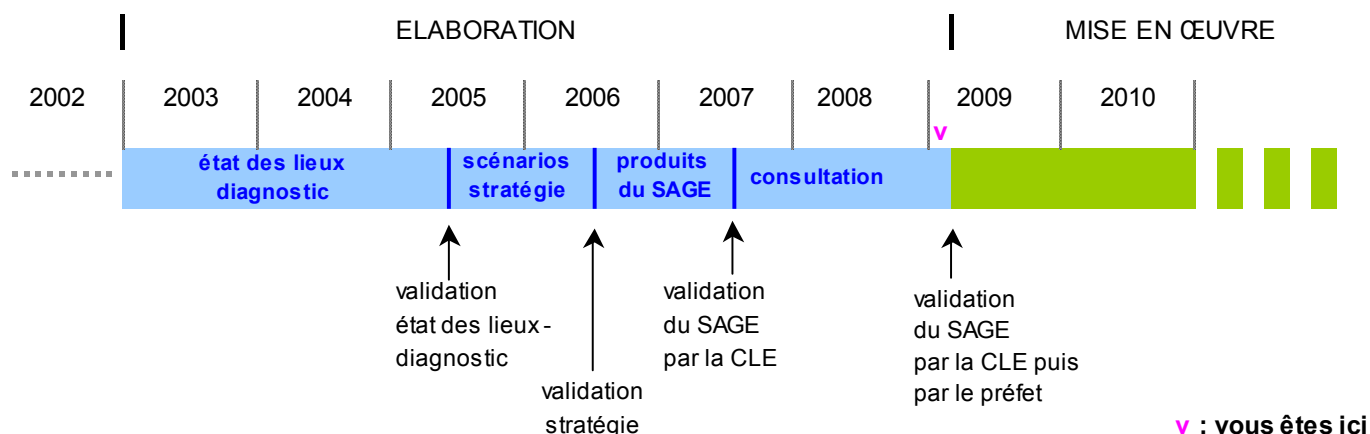 ELABORATION
MISE EN ŒUVRE
2002
2003
2004
2005
2006
2007
2008
2009
2010
v
état des lieux
diagnostic
scénarios
stratégie
produits
du SAGE
consultation
validation
état des lieux -
diagnostic
validation
stratégie
validation
du SAGE
par la CLE
validation
du SAGE
par la CLE puis
par le préfet
v : vous êtes ici